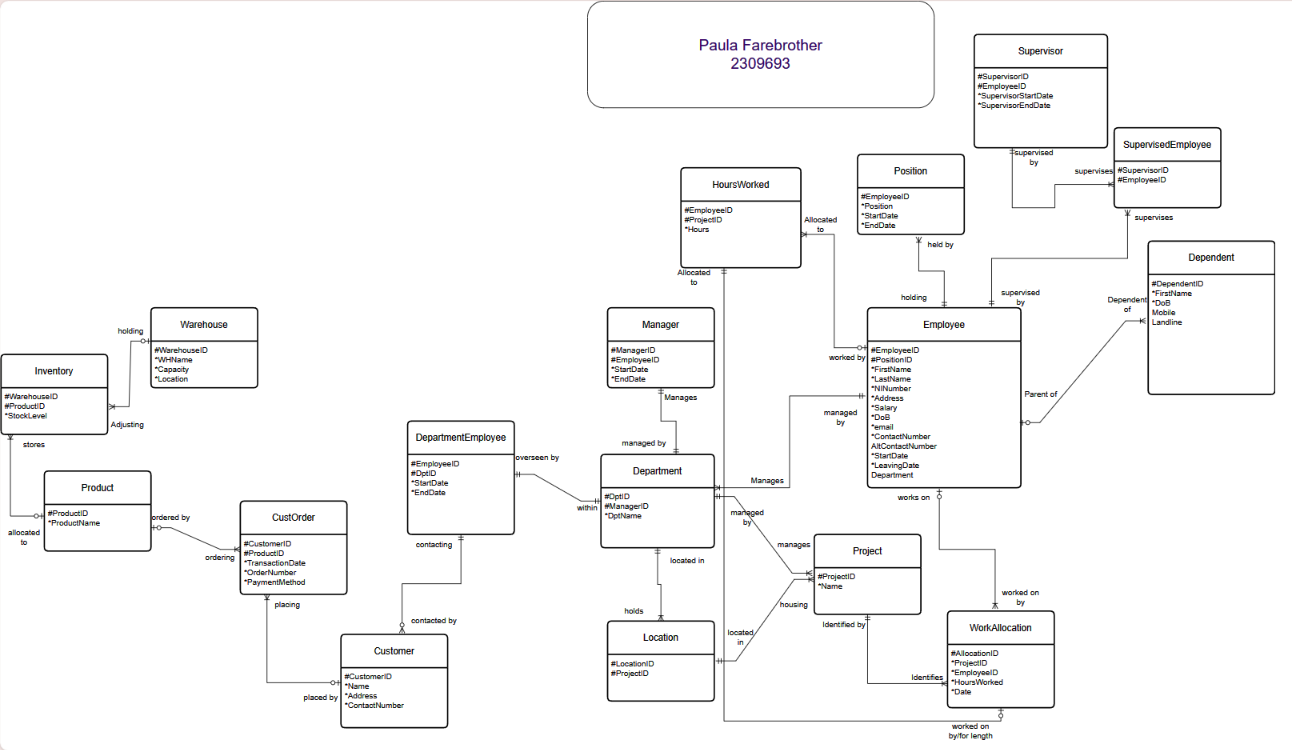 Paula Farebrother
2309693
Supervisor
#SupervisorID
#EmployeeID
*SupervisorStartDate
*SupervisorEndDate
supervised
by
supervises
SupervisedEmployee
#SupervisorID
#EmployeeID
supervises
HoursWorked
#EmployeeID
#ProjectID
*Hours
Allocated
to
Allocated
to
Position
#EmployeeID
*Position
*StartDate
*EndDate
held by
holding
supervised
by
Dependent
#DependentID
*FirstName
*DoB
Mobile
Landline
Dependent
of
Parent of
Employee
#EmployeeID
#PositionID
*FirstName
*LastName
*NINumber
*Address
*Salary
*DoB
*email
*ContactNumber
AltContactNumber
*StartDate
*LeavingDate
Department
worked by
managed
by
works on
Manager
#ManagerID
#EmployeeID
*StartDate
*EndDate
Manages
managed by
Warehouse
#WarehouseID
*WHName
*Capacity
*Location
holding
Inventory
#WarehouseID
#ProductID
*StockLevel
Adjusting
stores
Product
#ProductID
*ProductName
allocated
to
ordered by
ordering
CustOrder
#CustomerID
#ProductID
*TransactionDate
*OrderNumber
*PaymentMethod
placing
placed by
DepartmentEmployee
#EmployeeID
#DptID
*StartDate
*EndDate
overseen by
within
contacting
contacted by
Customer
#CustomerID
*Name
*Address
*ContactNumber
Department
#DptID
#ManagerID
*DptName
Manages
managed
by
manages
located in
holds
Location
#LocationID
#ProjectID
located
in
housing
Project
#ProjectID
*Name
Identified by
Identifies
worked on
by
WorkAllocation
#AllocationID
*ProjectID
*EmployeeID
*HoursWorked
*Date
worked on
by/for length